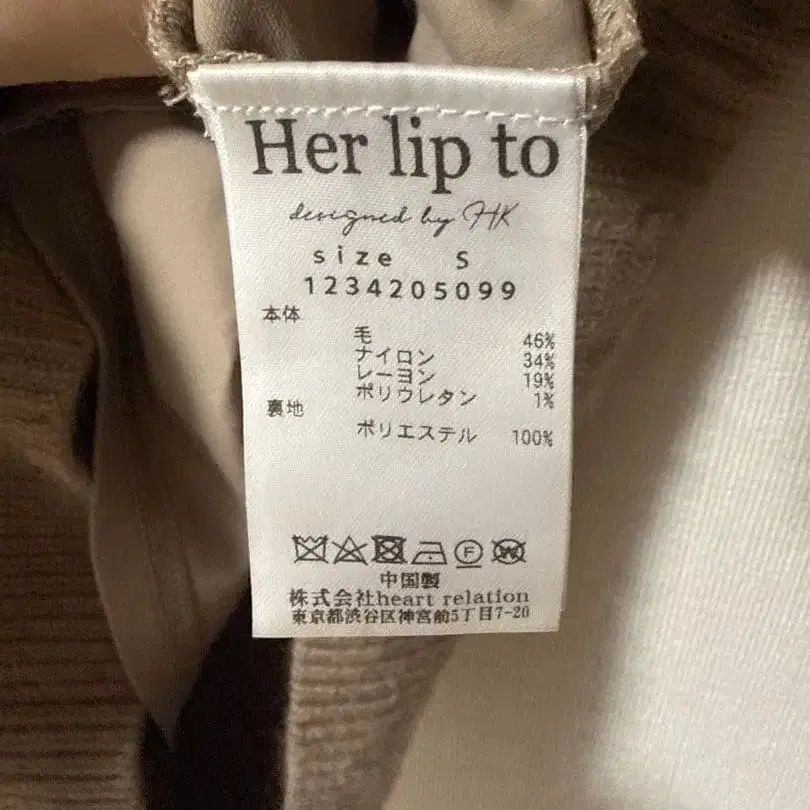 Her lip to
designed by HK
size S
1234205099
本体
毛 46%
ナイロン 34%
レーヨン 19%
ポリウレタン 1%
裏地
ポリエステル 100%
F W
中国製
株式会社heart relation
東京都渋谷区神宮前5丁目7-20